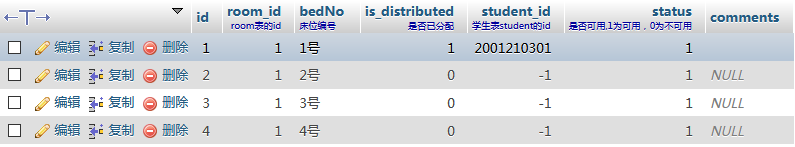 ←T→ id room_id bedNo is_distributed student_id status comments
room表的id 床位编号 是否已分配 学生表student的id 是否可用,1为可用，0为不可用
编辑 复制 删除 1 1 1号 1 2001210301 1
编辑 复制 删除 2 1 2号 0 -1 1 NULL
编辑 复制 删除 3 1 3号 0 -1 1 NULL
编辑 复制 删除 4 1 4号 0 -1 1 NULL